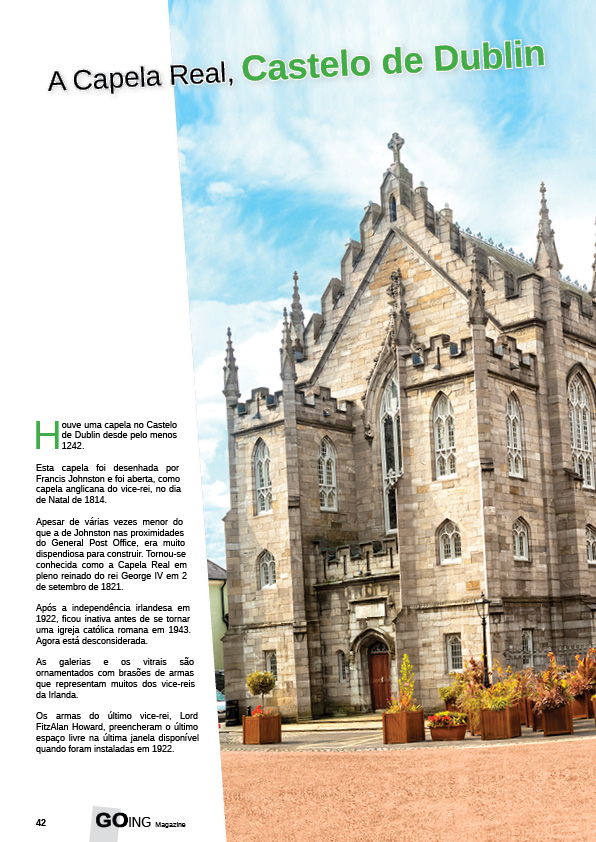 A Capela Real, Castelo de Dublin
Houve uma capela no Castelo
de Dublin desde pelo menos
1242.
Esta capela foi desenhada por
Francis Johnston e foi aberta, como
capela anglicana do vice-rei, no dia
de Natal de 1814.
Apesar de várias vezes menor do
que a de Johnston nas proximidades
do General Post Office, era muito
dispendiosa para construir. Tornou-se
conhecida como a Capela Real em
pleno reinado do rei George IV em 2
de setembro de 1821.
Após a independência irlandesa em
1922, ficou inativa antes de se tornar
uma igreja católica romana em 1943.
Agora está desconsiderada.
As galerias e os vitrais são
ornamentados com brasões de armas
que representam muitos dos vice-reis
da Irlanda.
Os armas do último vice-rei, Lord
FitzAlan Howard, preencheram o último
espaço livre na última janela disponível
quando foram instaladas em 1922.
42 GOING Magazine